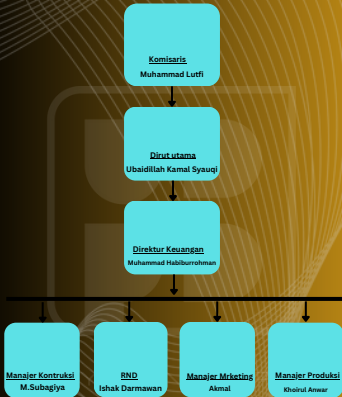 Komisaris
Muhammad Lutfi
Dirut utama
Ubaidillah Kamal Syauqi
Direktur Keuangan
Muhammad Habiburrohman
Manajer Kontruksi
M.Subagiya
RND
Ishak Darmawan
Manajer Mrketing
Akmal
Manajer Produksi
Khoirul Anwar